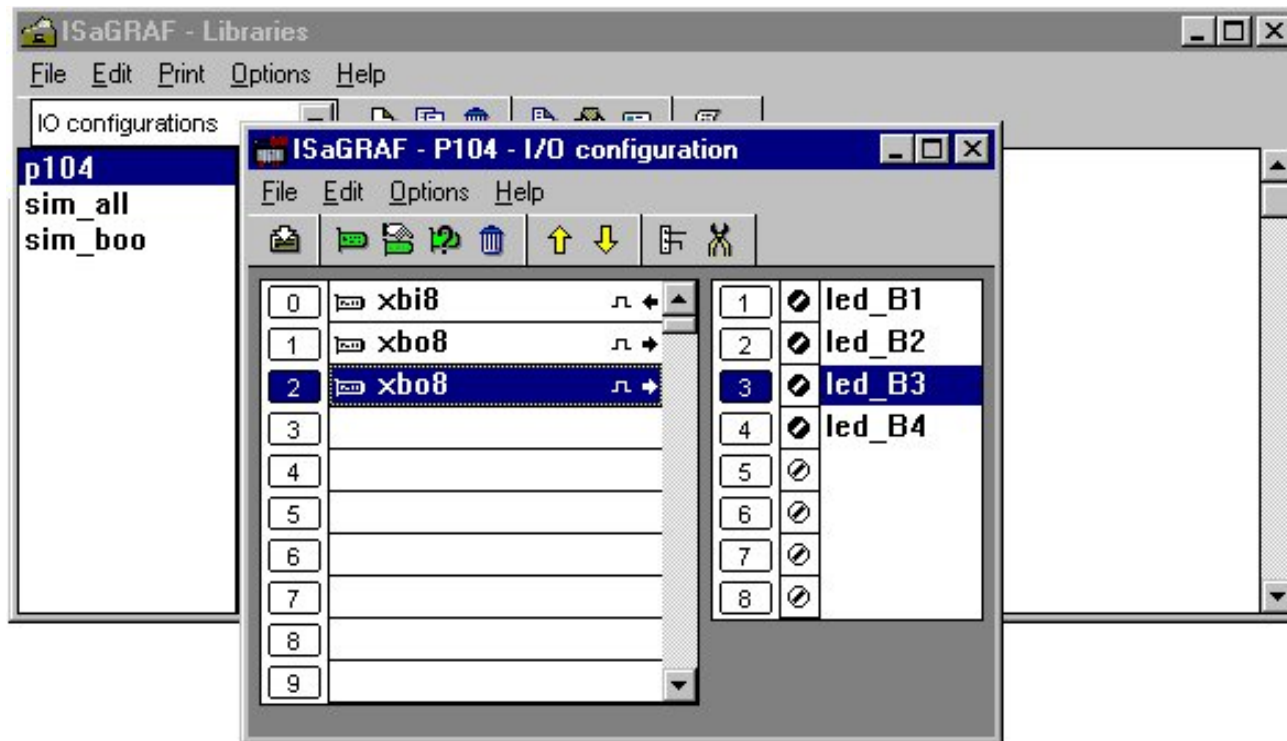 ISaGRAF - Libraries
File Edit Print Options Help
IO configurations
p104
sim_all
sim_boo
ISaGRAF - P104 - I/O configuration
File Edit Options Help
0 xbi8
1 xbo8
2 xbo8
3
4
5
6
7
8
9
1 led_B1
2 led_B2
3 led_B3
4 led_B4
5
6
7
8